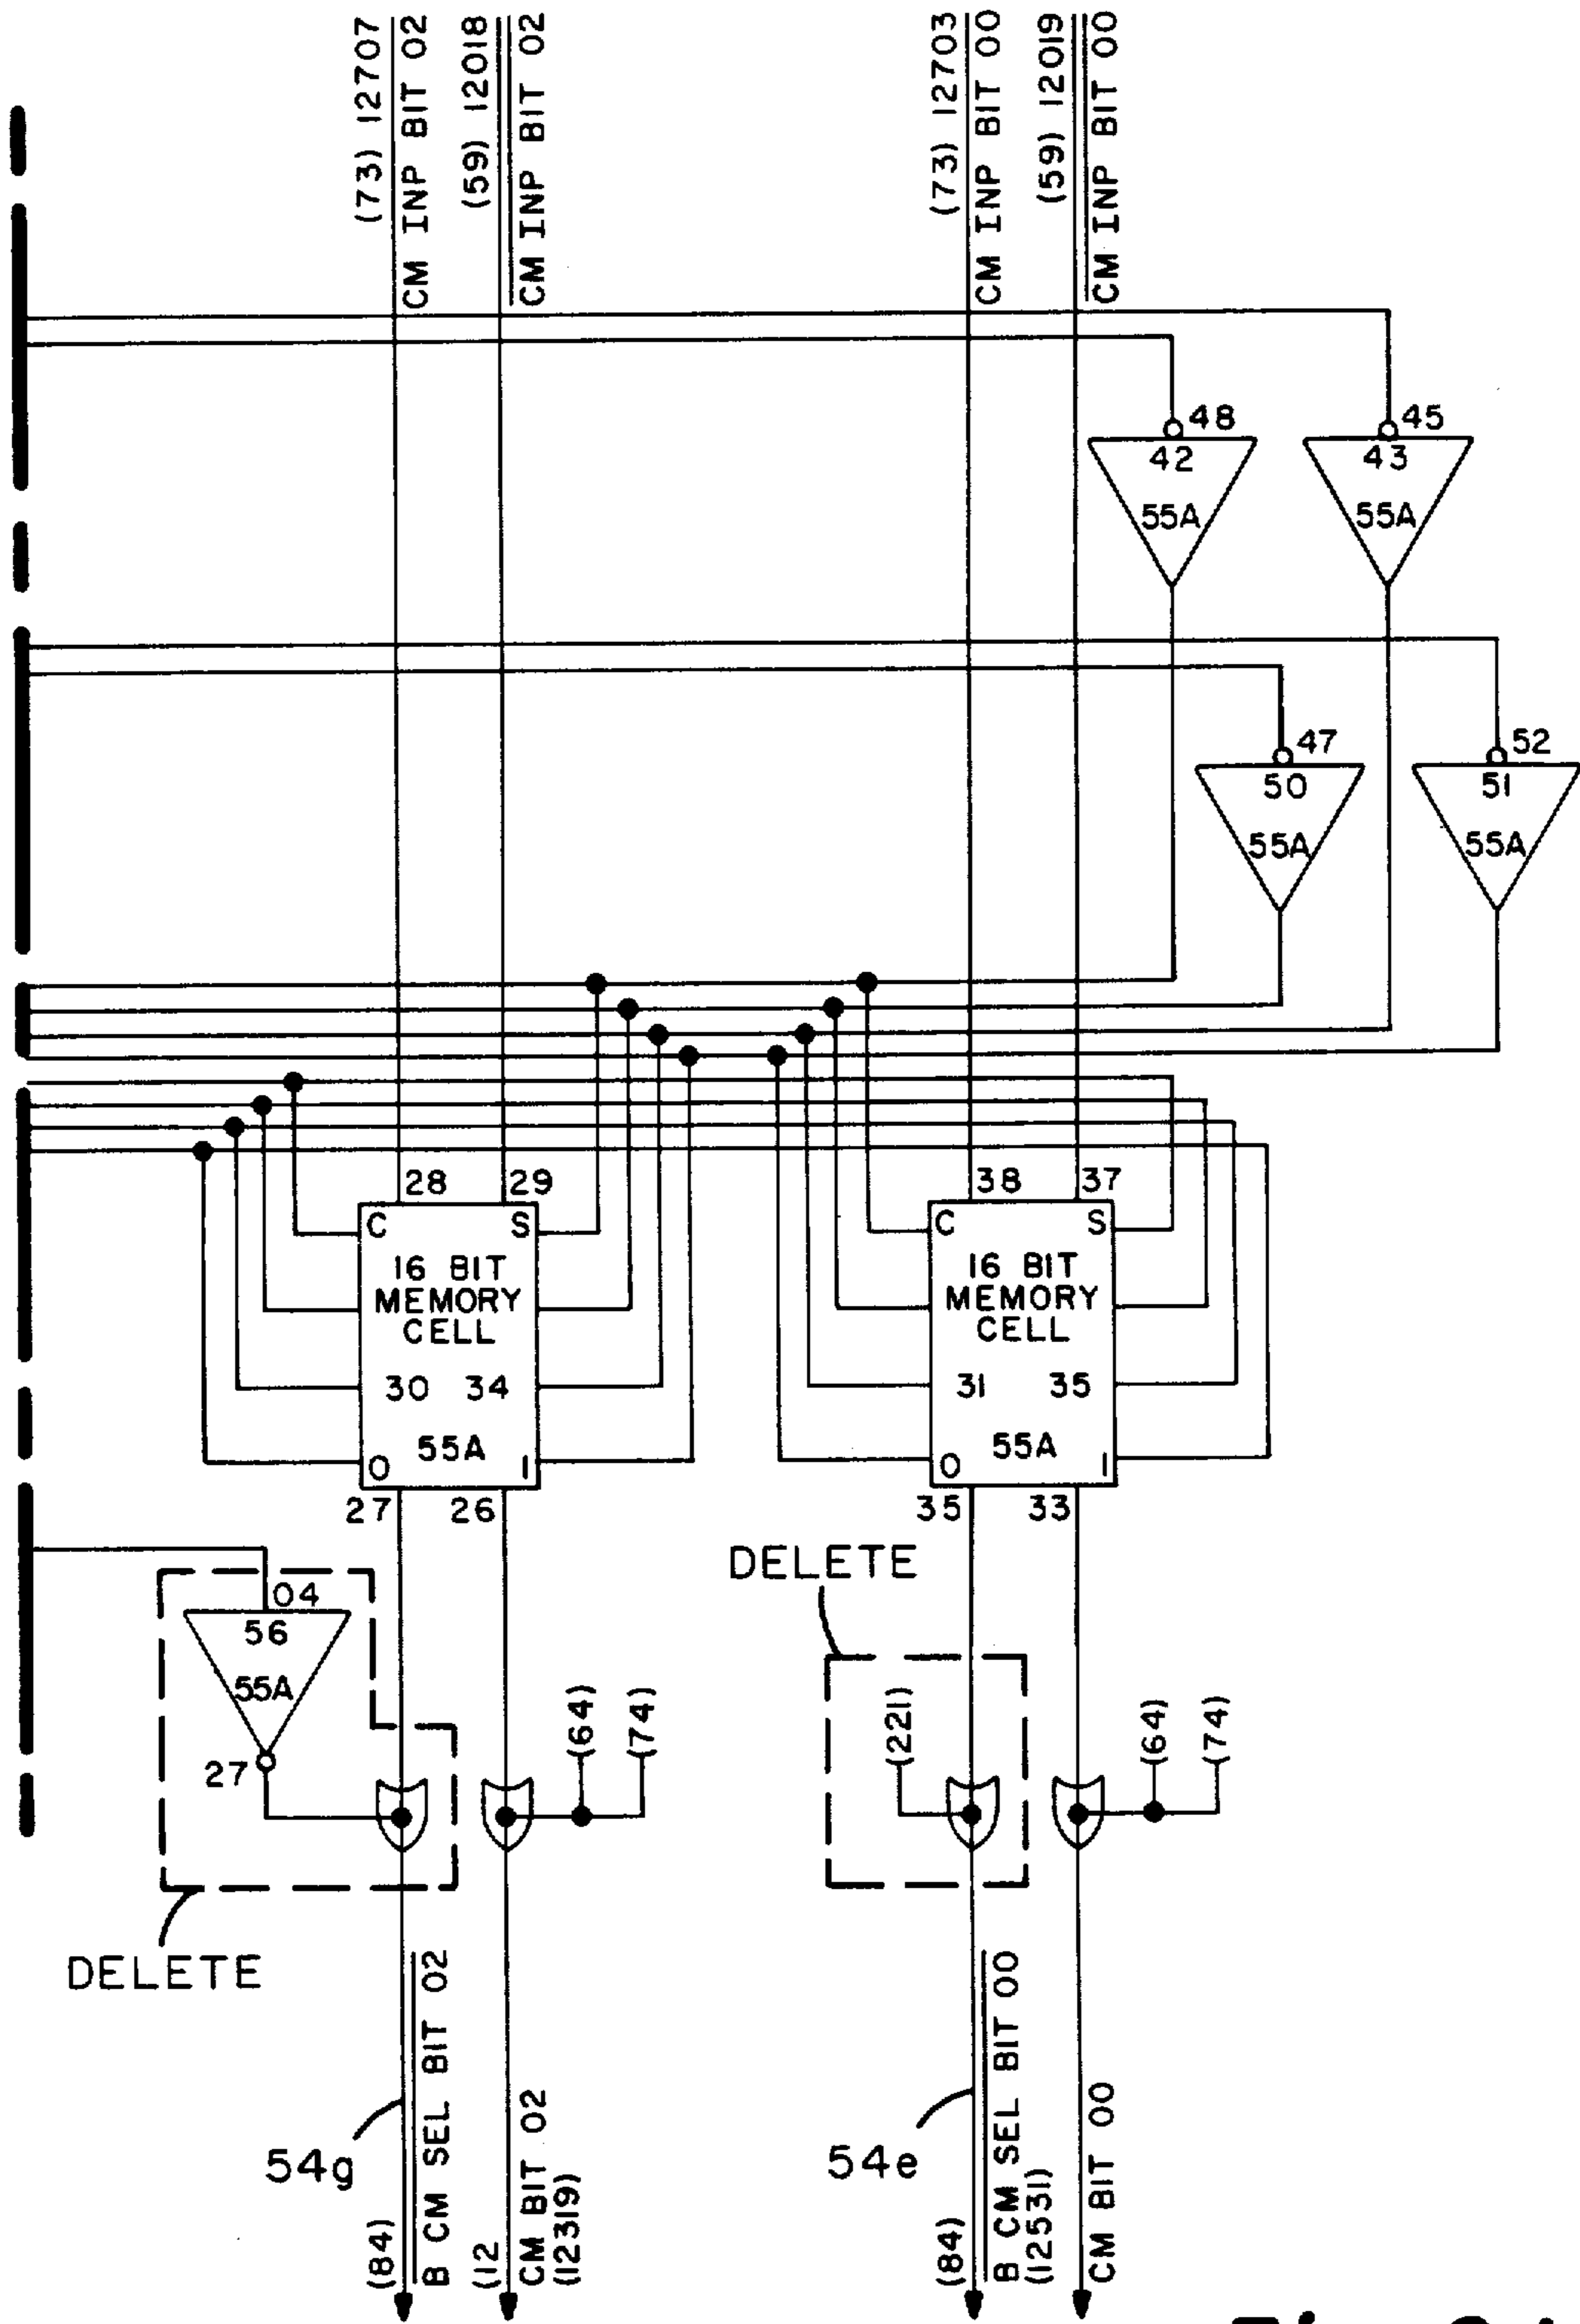 (73) 12707
CM INP BIT 02
(59) 12018
CM INP BIT 02
(73) 12703
CM INP BIT 00
(59) 12019
CM INP BIT 00
48
42
55A
45
43
55A
47
50
55A
52
51
55A
28
29
C
S
16 BIT
MEMORY
CELL
30
34
55A
O
I
27
26
38
37
C
S
16 BIT
MEMORY
CELL
31
35
55A
O
I
35
33
04
56
55A
27
DELETE
(64)
(74)
DELETE
(221)
(64)
(74)
54g
(84)
B CM SEL BIT 02
(12
CM BIT 02
(12319)
54e
(84)
B CM SEL BIT 00
(12531)
CM BIT 00